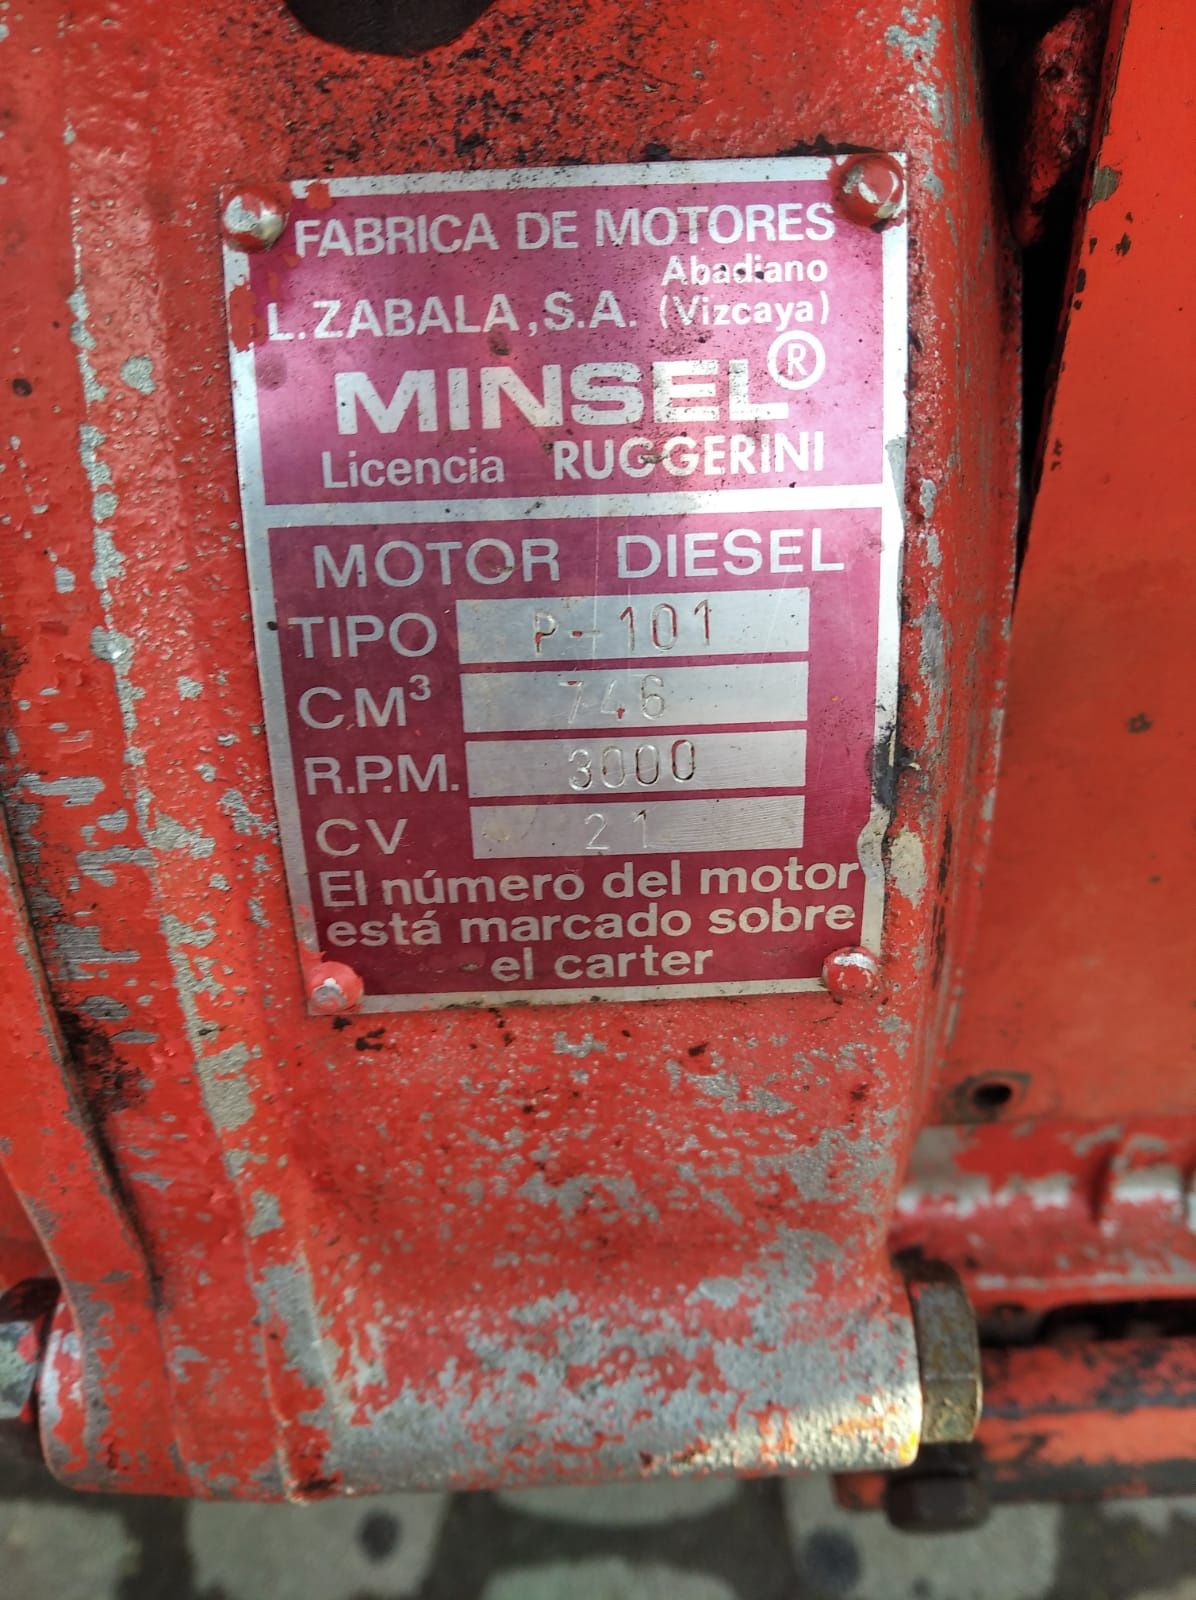 FABRICA DE MOTORES
Abadiano
L. ZABALA, S.A. (Vizcaya)
MINSEL®
Licencia RUGGERINI
MOTOR DIESEL
TIPO P-101
C.M³ 746
R.P.M. 3000
CV 21
El número del motor
está marcado sobre
el carter